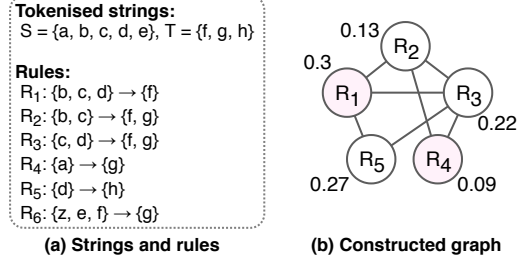 Tokenised strings:
S = {a, b, c, d, e}, T = {f, g, h}
Rules:
R₁: {b, c, d} → {f}
R₂: {b, c} → {f, g}
R₃: {c, d} → {f, g}
R₄: {a} → {g}
R₅: {d} → {h}
R₆: {z, e, f} → {g}
(a) Strings and rules
0.13
R₂
0.3
R₁
R₃
0.22
R₅
R₄
0.27
0.09
(b) Constructed graph